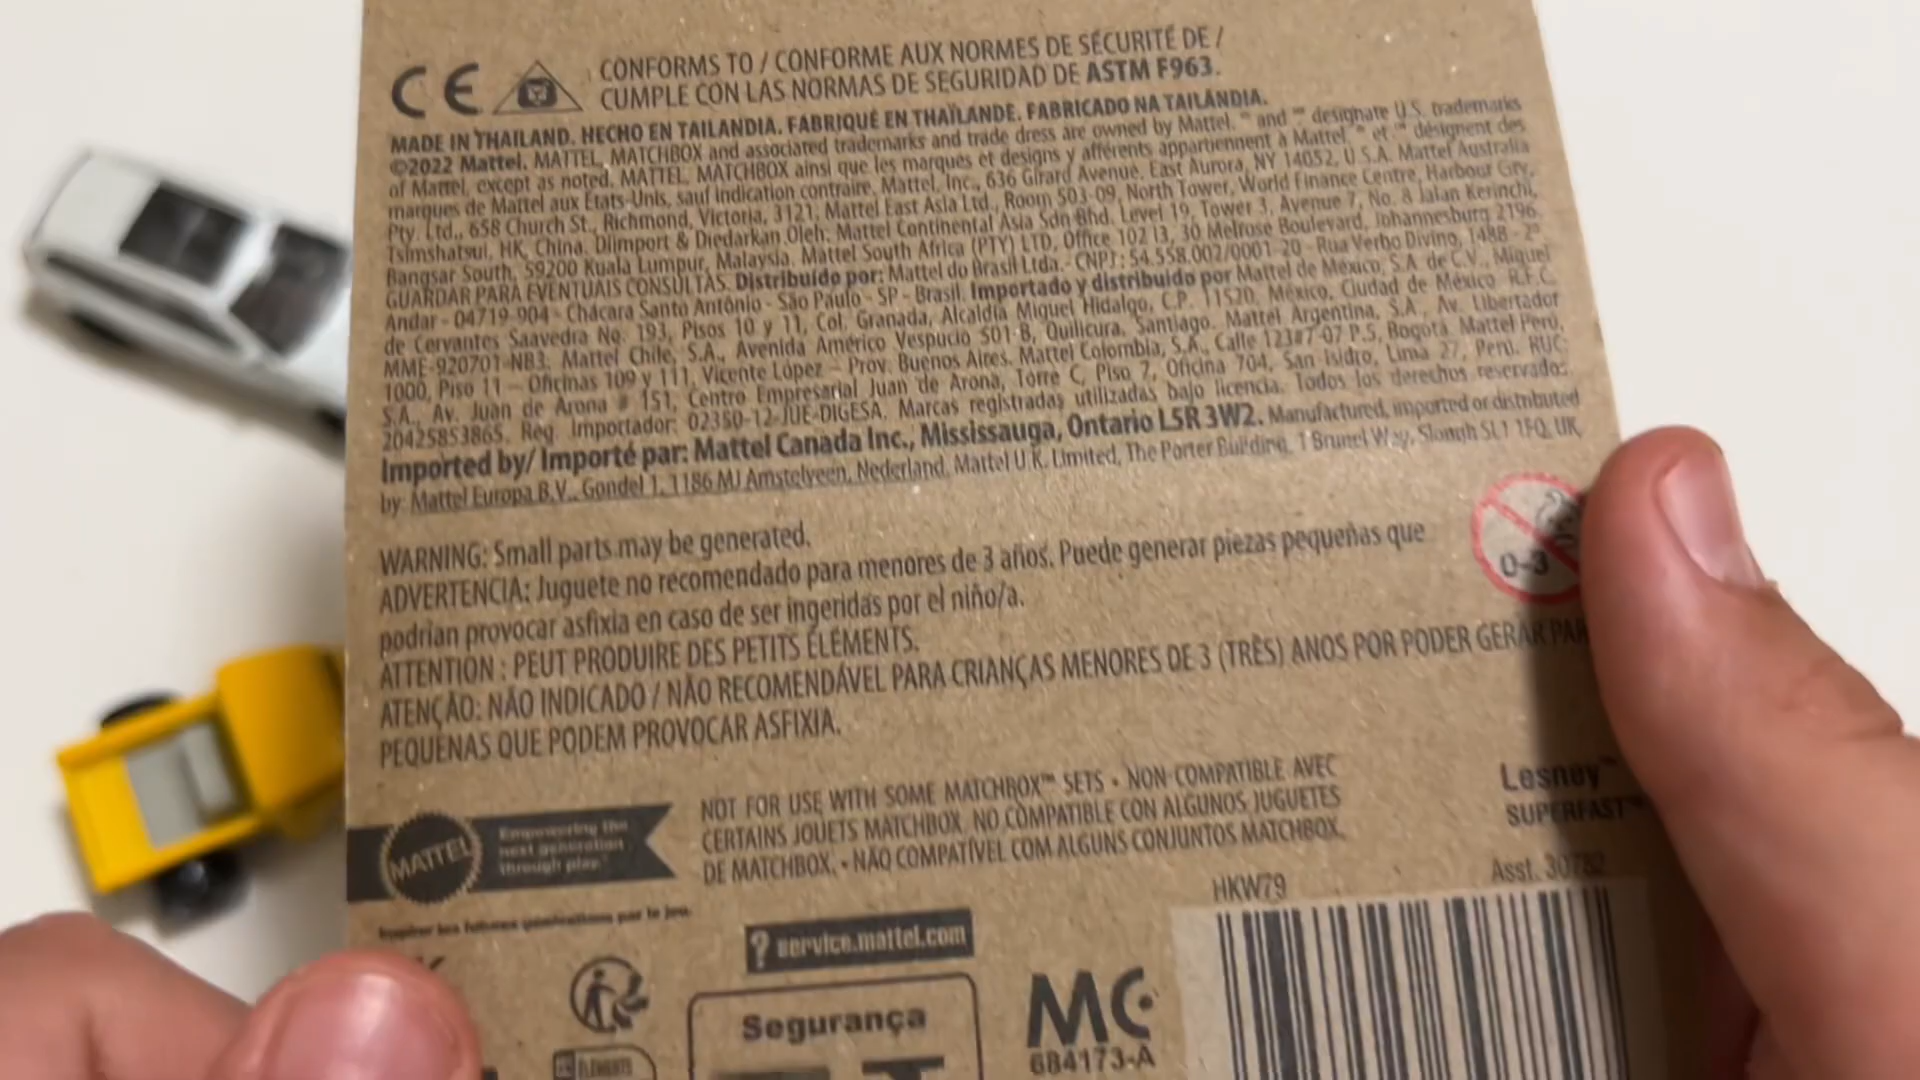 CE
CONFORMS TO / CONFORME AUX NORMES DE SÉCURITÉ DE /
CUMPLE CON LAS NORMAS DE SEGURIDAD DE ASTM F963.
MADE IN THAILAND. HECHO EN TAILANDIA. FABRIQUÉ EN THAÏLANDE. FABRICADO NA TAILÂNDIA.
©2022 Mattel. MATTEL, MATCHBOX and associated trademarks and trade dress are owned by Mattel. ™ and ™ designate U.S. trademarks
of Mattel, except as noted. MATTEL, MATCHBOX ainsi que les marques et designs y afférents appartiennent à Mattel. ™ et ™ désignent des
marques de Mattel aux États-Unis, sauf indication contraire. Mattel, Inc., 636 Girard Avenue, East Aurora, NY 14052, U.S.A. Mattel Australia
Pty. Ltd., 658 Church St., Richmond, Victoria, 3121. Mattel East Asia Ltd., Room 503-09, North Tower, World Finance Centre, Harbour City,
Tsimshatsui, HK, China. Diimport & Diedarkan Oleh: Mattel Continental Asia Sdn Bhd. Level 19, Tower 3, Avenue 7, No. 8 Jalan Kerinchi,
Bangsar South, 59200 Kuala Lumpur, Malaysia. Mattel South Africa (PTY) LTD, Office 102 I3, 30 Melrose Boulevard, Johannesburg 2196.
GUARDAR PARA EVENTUAIS CONSULTAS. Distribuído por: Mattel do Brasil Ltda.- CNPJ: 54.558.002/0001-20 - Rua Verbo Divino, 1488 - 2º
Andar - 04719-904 - Chácara Santo Antônio - São Paulo - SP - Brasil. Importado y distribuido por Mattel de México, S.A. de C.V., Miguel
de Cervantes Saavedra No. 193, Pisos 10 y 11, Col. Granada, Alcaldía Miguel Hidalgo, C.P. 11520, México, Ciudad de México. R.F.C.
MME-920701-NB3. Mattel Chile, S.A., Avenida Américo Vespucio 501-B, Quilicura, Santiago. Mattel Argentina, S.A., Av. Libertador
1000, Piso 11 – Oficinas 109 y 111, Vicente López – Prov. Buenos Aires. Mattel Colombia, S.A., Calle 123#7-07 P.5, Bogotá. Mattel Perú,
S.A., Av. Juan de Arona # 151, Centro Empresarial Juan de Arona, Torre C, Piso 7, Oficina 704, San Isidro, Lima 27, Perú. RUC:
20425853865. Reg. Importador: 02350-12-JUE-DIGESA. Marcas registradas utilizadas bajo licencia. Todos los derechos reservados.
Imported by/ Importé par: Mattel Canada Inc., Mississauga, Ontario L5R 3W2. Manufactured, imported or distributed
by: Mattel Europa B.V., Gondel 1, 1186 MJ Amstelveen, Nederland. Mattel U.K. Limited, The Porter Building, 1 Brunel Way, Slough SL1 1FQ, UK
0-3
WARNING: Small parts may be generated.
ADVERTENCIA: Juguete no recomendado para menores de 3 años. Puede generar piezas pequeñas que
podrían provocar asfixia en caso de ser ingeridas por el niño/a.
ATTENTION : PEUT PRODUIRE DES PETITS ÉLÉMENTS.
ATENÇÃO: NÃO INDICADO / NÃO RECOMENDÁVEL PARA CRIANÇAS MENORES DE 3 (TRÊS) ANOS POR PODER GERAR PAR
PEQUENAS QUE PODEM PROVOCAR ASFIXIA.
MATTEL
Empowering the
next generation
through play.™
Inspirer les futures générations par le jeu.
NOT FOR USE WITH SOME MATCHBOX™ SETS • NON COMPATIBLE AVEC
CERTAINS JOUETS MATCHBOX. NO COMPATIBLE CON ALGUNOS JUGUETES
DE MATCHBOX. • NÃO COMPATÍVEL COM ALGUNS CONJUNTOS MATCHBOX.
Lesney™
SUPERFAST™
Asst. 30782
HKW79
? service.mattel.com
Segurança
MC
684173-A